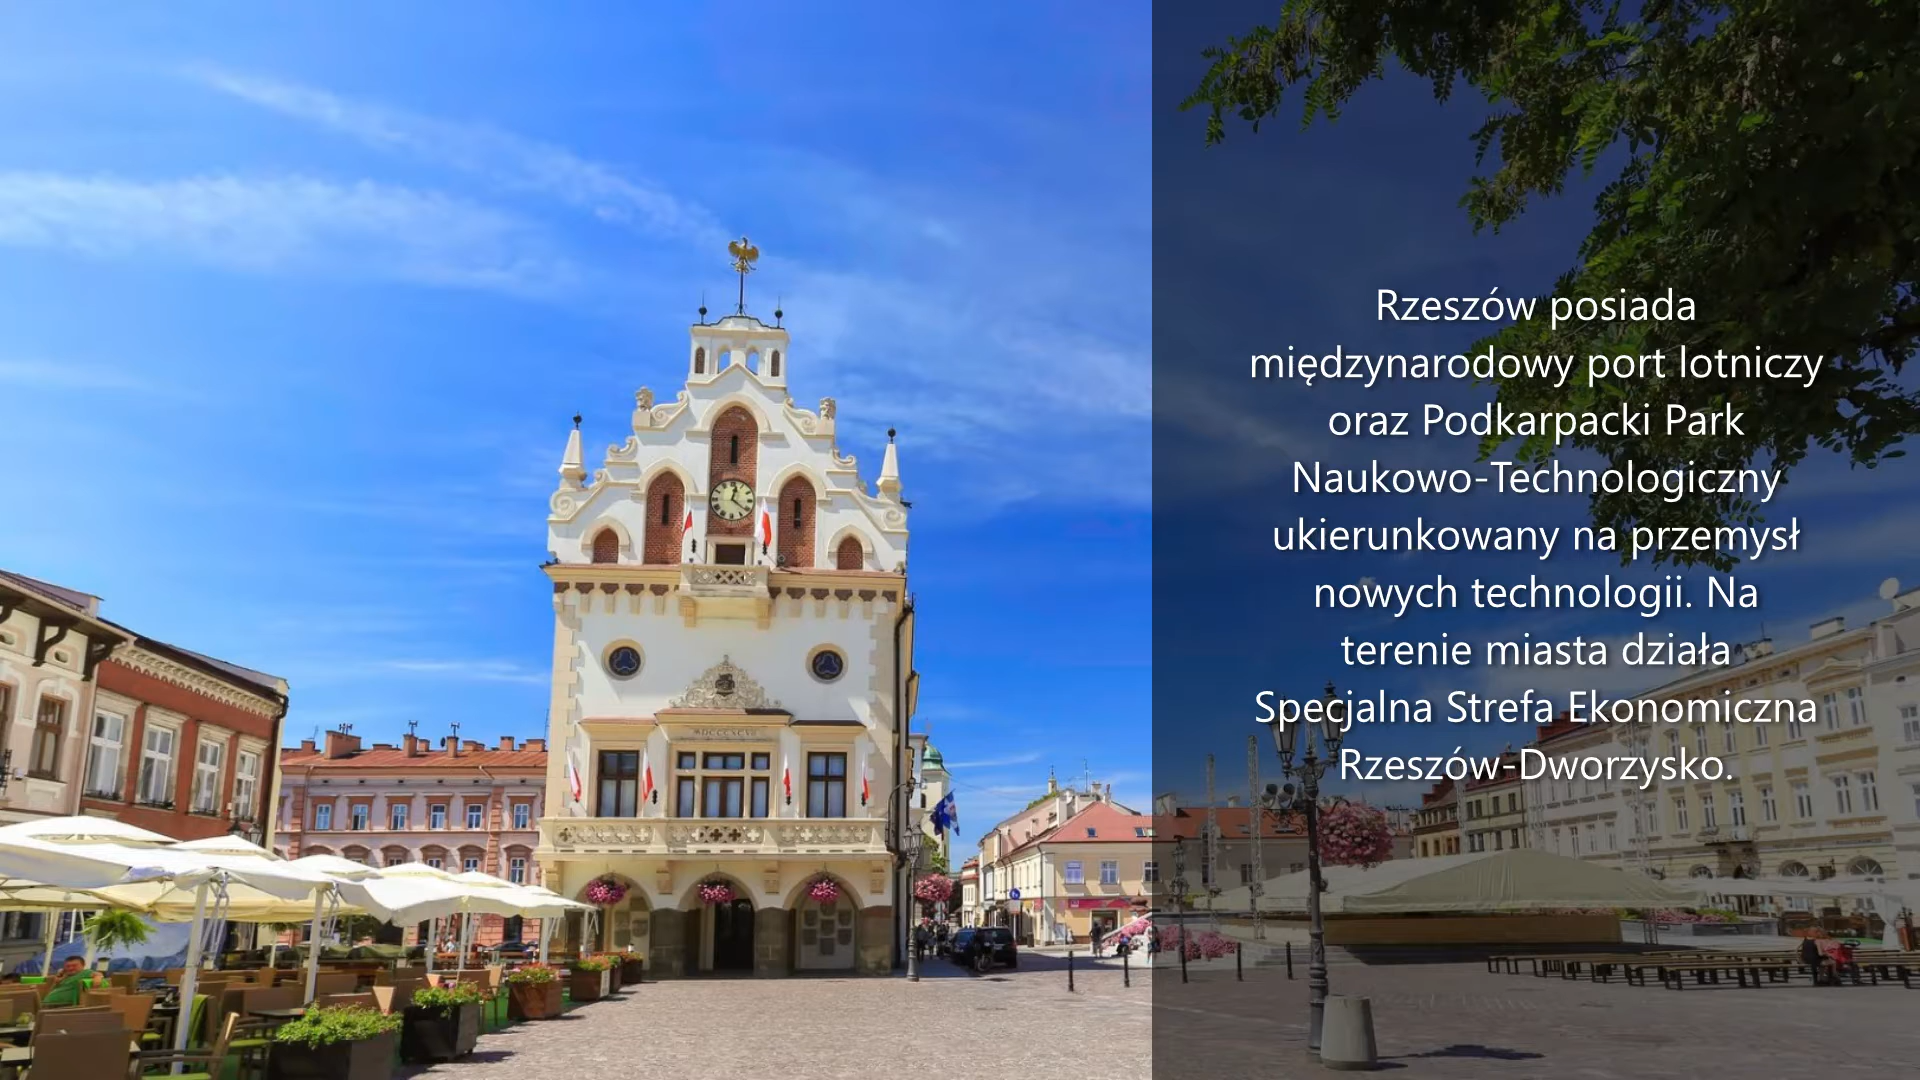 Rzeszów posiada
międzynarodowy port lotniczy
oraz Podkarpacki Park
Naukowo-Technologiczny
ukierunkowany na przemysł
nowych technologii. Na
terenie miasta działa
Specjalna Strefa Ekonomiczna
Rzeszów-Dworzysko.